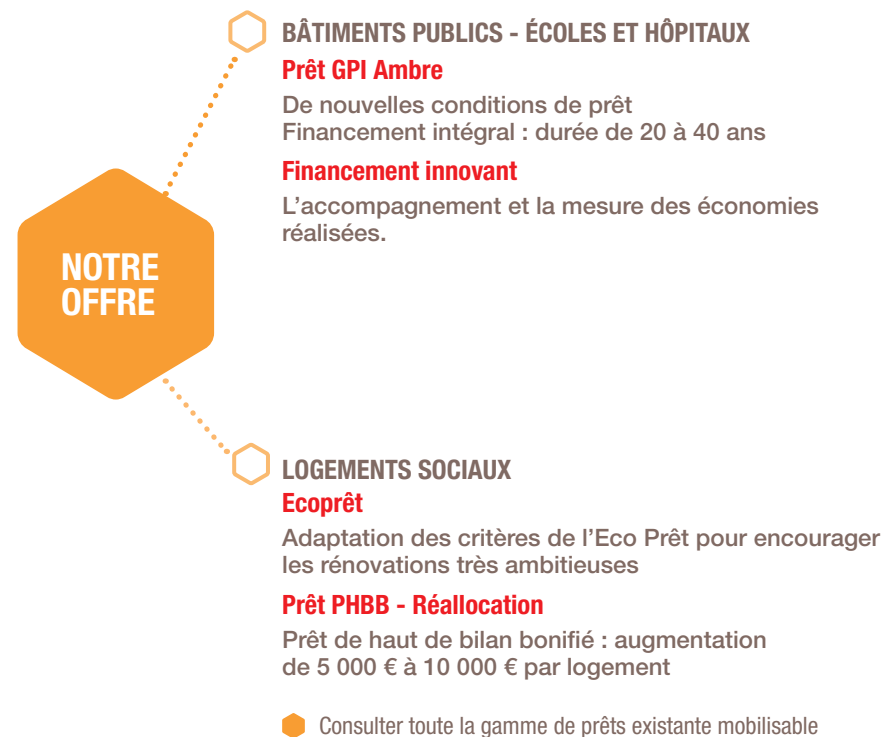 BÂTIMENTS PUBLICS - ÉCOLES ET HÔPITAUX
Prêt GPI Ambre
De nouvelles conditions de prêt
Financement intégral : durée de 20 à 40 ans
Financement innovant
L’accompagnement et la mesure des économies
réalisées.
NOTRE
OFFRE
LOGEMENTS SOCIAUX
Ecoprêt
Adaptation des critères de l’Eco Prêt pour encourager
les rénovations très ambitieuses
Prêt PHBB - Réallocation
Prêt de haut de bilan bonifié : augmentation
de 5 000 € à 10 000 € par logement
Consulter toute la gamme de prêts existante mobilisable